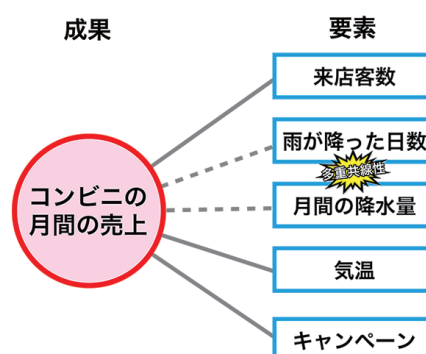 成果
要素
来店客数
雨が降った日数
多重共線性
月間の降水量
コンビニの
月間の売上
気温
キャンペーン